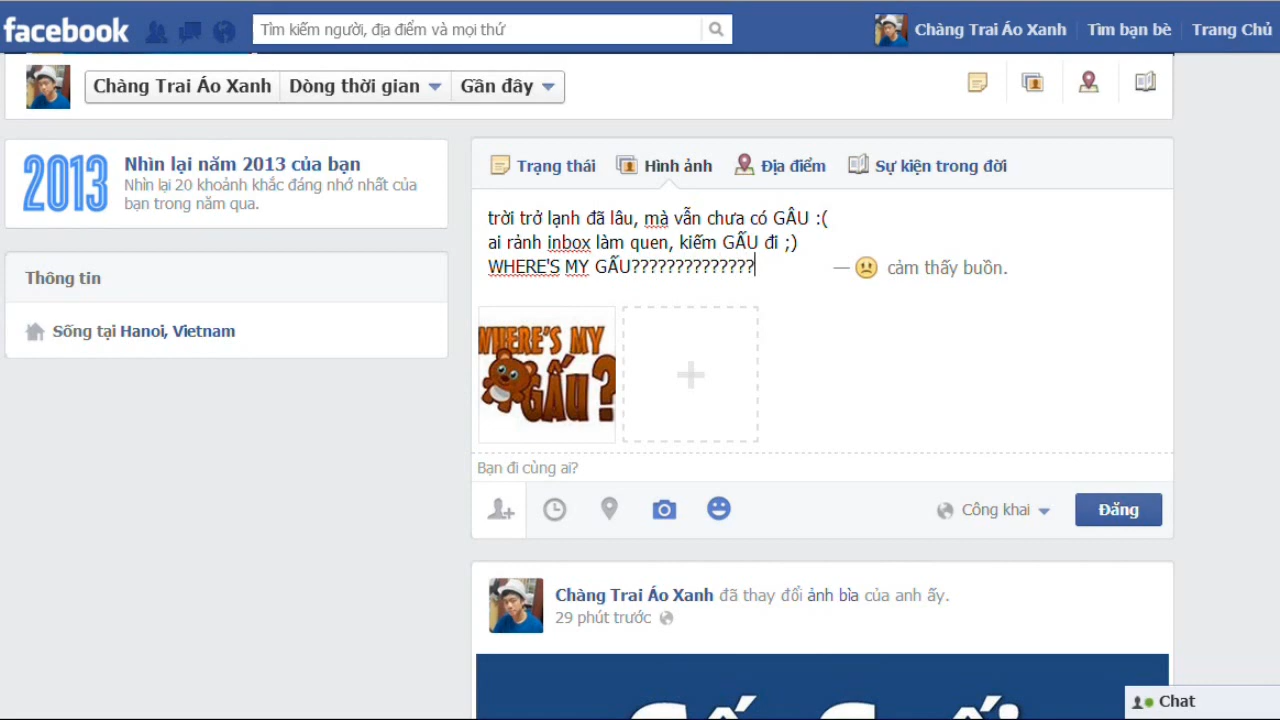 facebook
Tìm kiếm người, địa điểm và mọi thứ
Chàng Trai Áo Xanh
Tìm bạn bè
Trang Chủ
Chàng Trai Áo Xanh
Dòng thời gian
Gần đây
2013
Nhìn lại năm 2013 của bạn
Nhìn lại 20 khoảnh khắc đáng nhớ nhất của
bạn trong năm qua.
Thông tin
Sống tại Hanoi, Vietnam
Trạng thái
Hình ảnh
Địa điểm
Sự kiện trong đời
trời trở lạnh đã lâu, mà vẫn chưa có GÂU :(
ai rảnh inbox làm quen, kiếm GẤU đi ;)
WHERE'S MY GẤU??????????????
— cảm thấy buồn.
WHERE'S MY
GẤU?
Bạn đi cùng ai?
Công khai
Đăng
Chàng Trai Áo Xanh đã thay đổi ảnh bìa của anh ấy.
29 phút trước
Chat